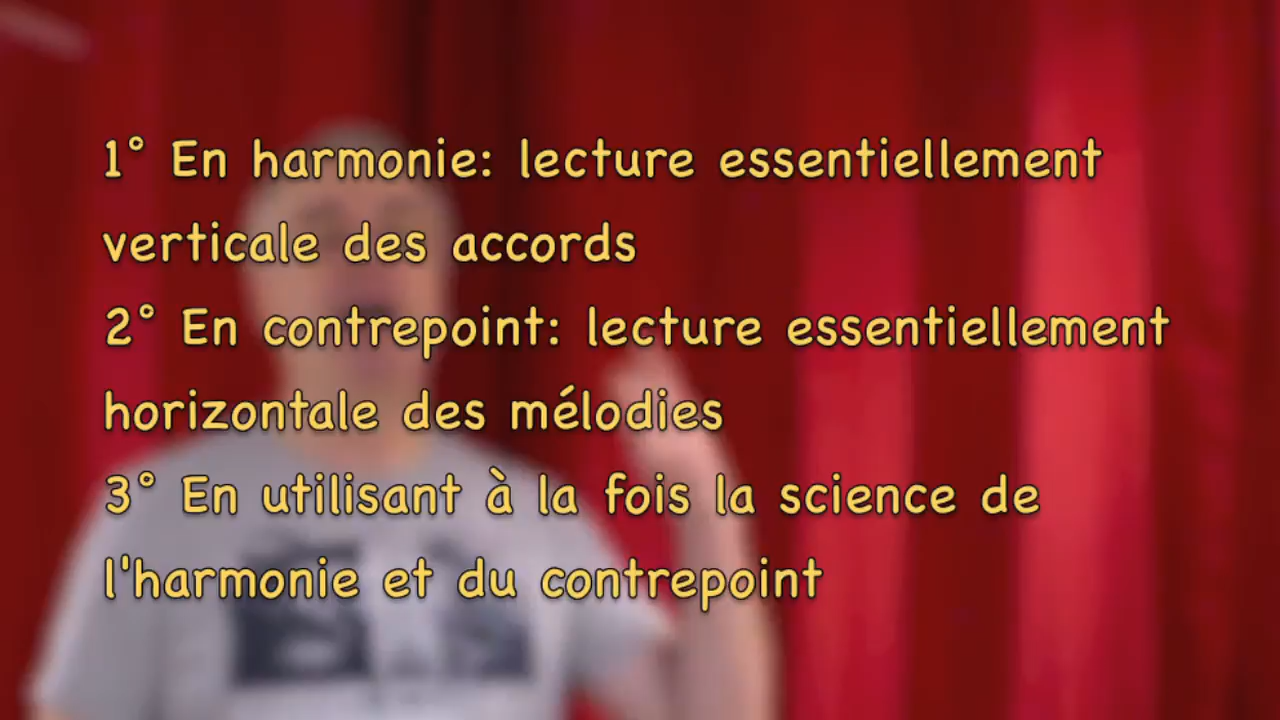 1° En harmonie: lecture essentiellement
verticale des accords
2° En contrepoint: lecture essentiellement
horizontale des mélodies
3° En utilisant à la fois la science de
l'harmonie et du contrepoint